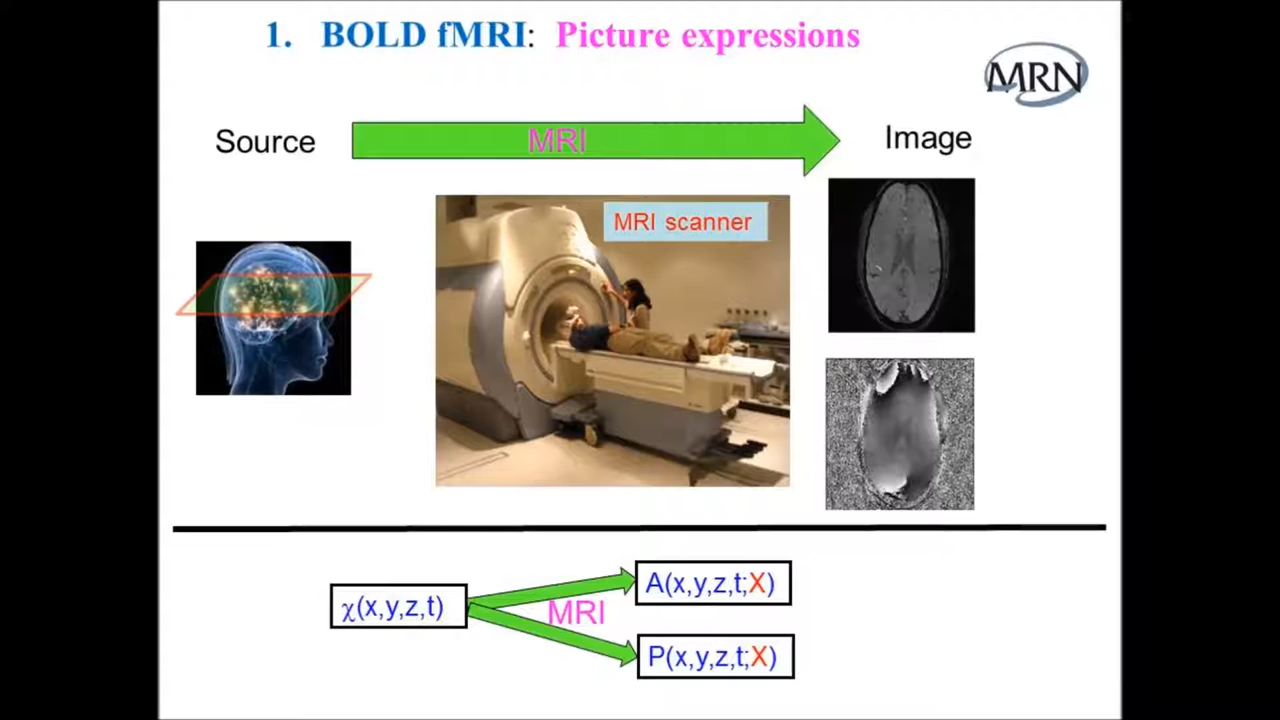 1. BOLD fMRI: Picture expressions
MRN
Source
MRI
Image
MRI scanner
χ(x,y,z,t)
MRI
A(x,y,z,t;X)
P(x,y,z,t;X)